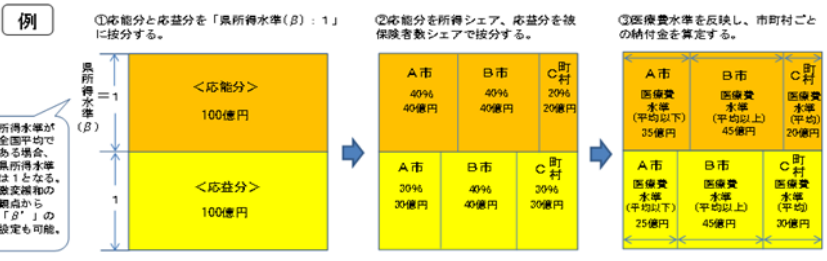 例
①応能分と応益分を「県所得水準(β):1」
に按分する。
②応能分を所得シェア、応益分を被
保険者数シェアで按分する。
③医療費水準を反映し、市町村ごと
の納付金を算定する。
県所得水準(β)
=
1
1
<応能分>
100億円
<応益分>
100億円
所得水準が
全国平均で
ある場合、
県所得水準
は1となる。
激変緩和の
観点から
「β'」の
設定も可能。
A市
40%
40億円
B市
40%
40億円
C町村
20%
20億円
A市
30%
30億円
B市
40%
40億円
C町村
30%
30億円
A市
医療費
水準
(平均以下)
35億円
B市
医療費
水準
(平均以上)
45億円
C町村
医療費
水準
(平均)
20億円
A市
医療費
水準
(平均以下)
25億円
B市
医療費
水準
(平均以上)
45億円
C町村
医療費
水準
(平均)
30億円